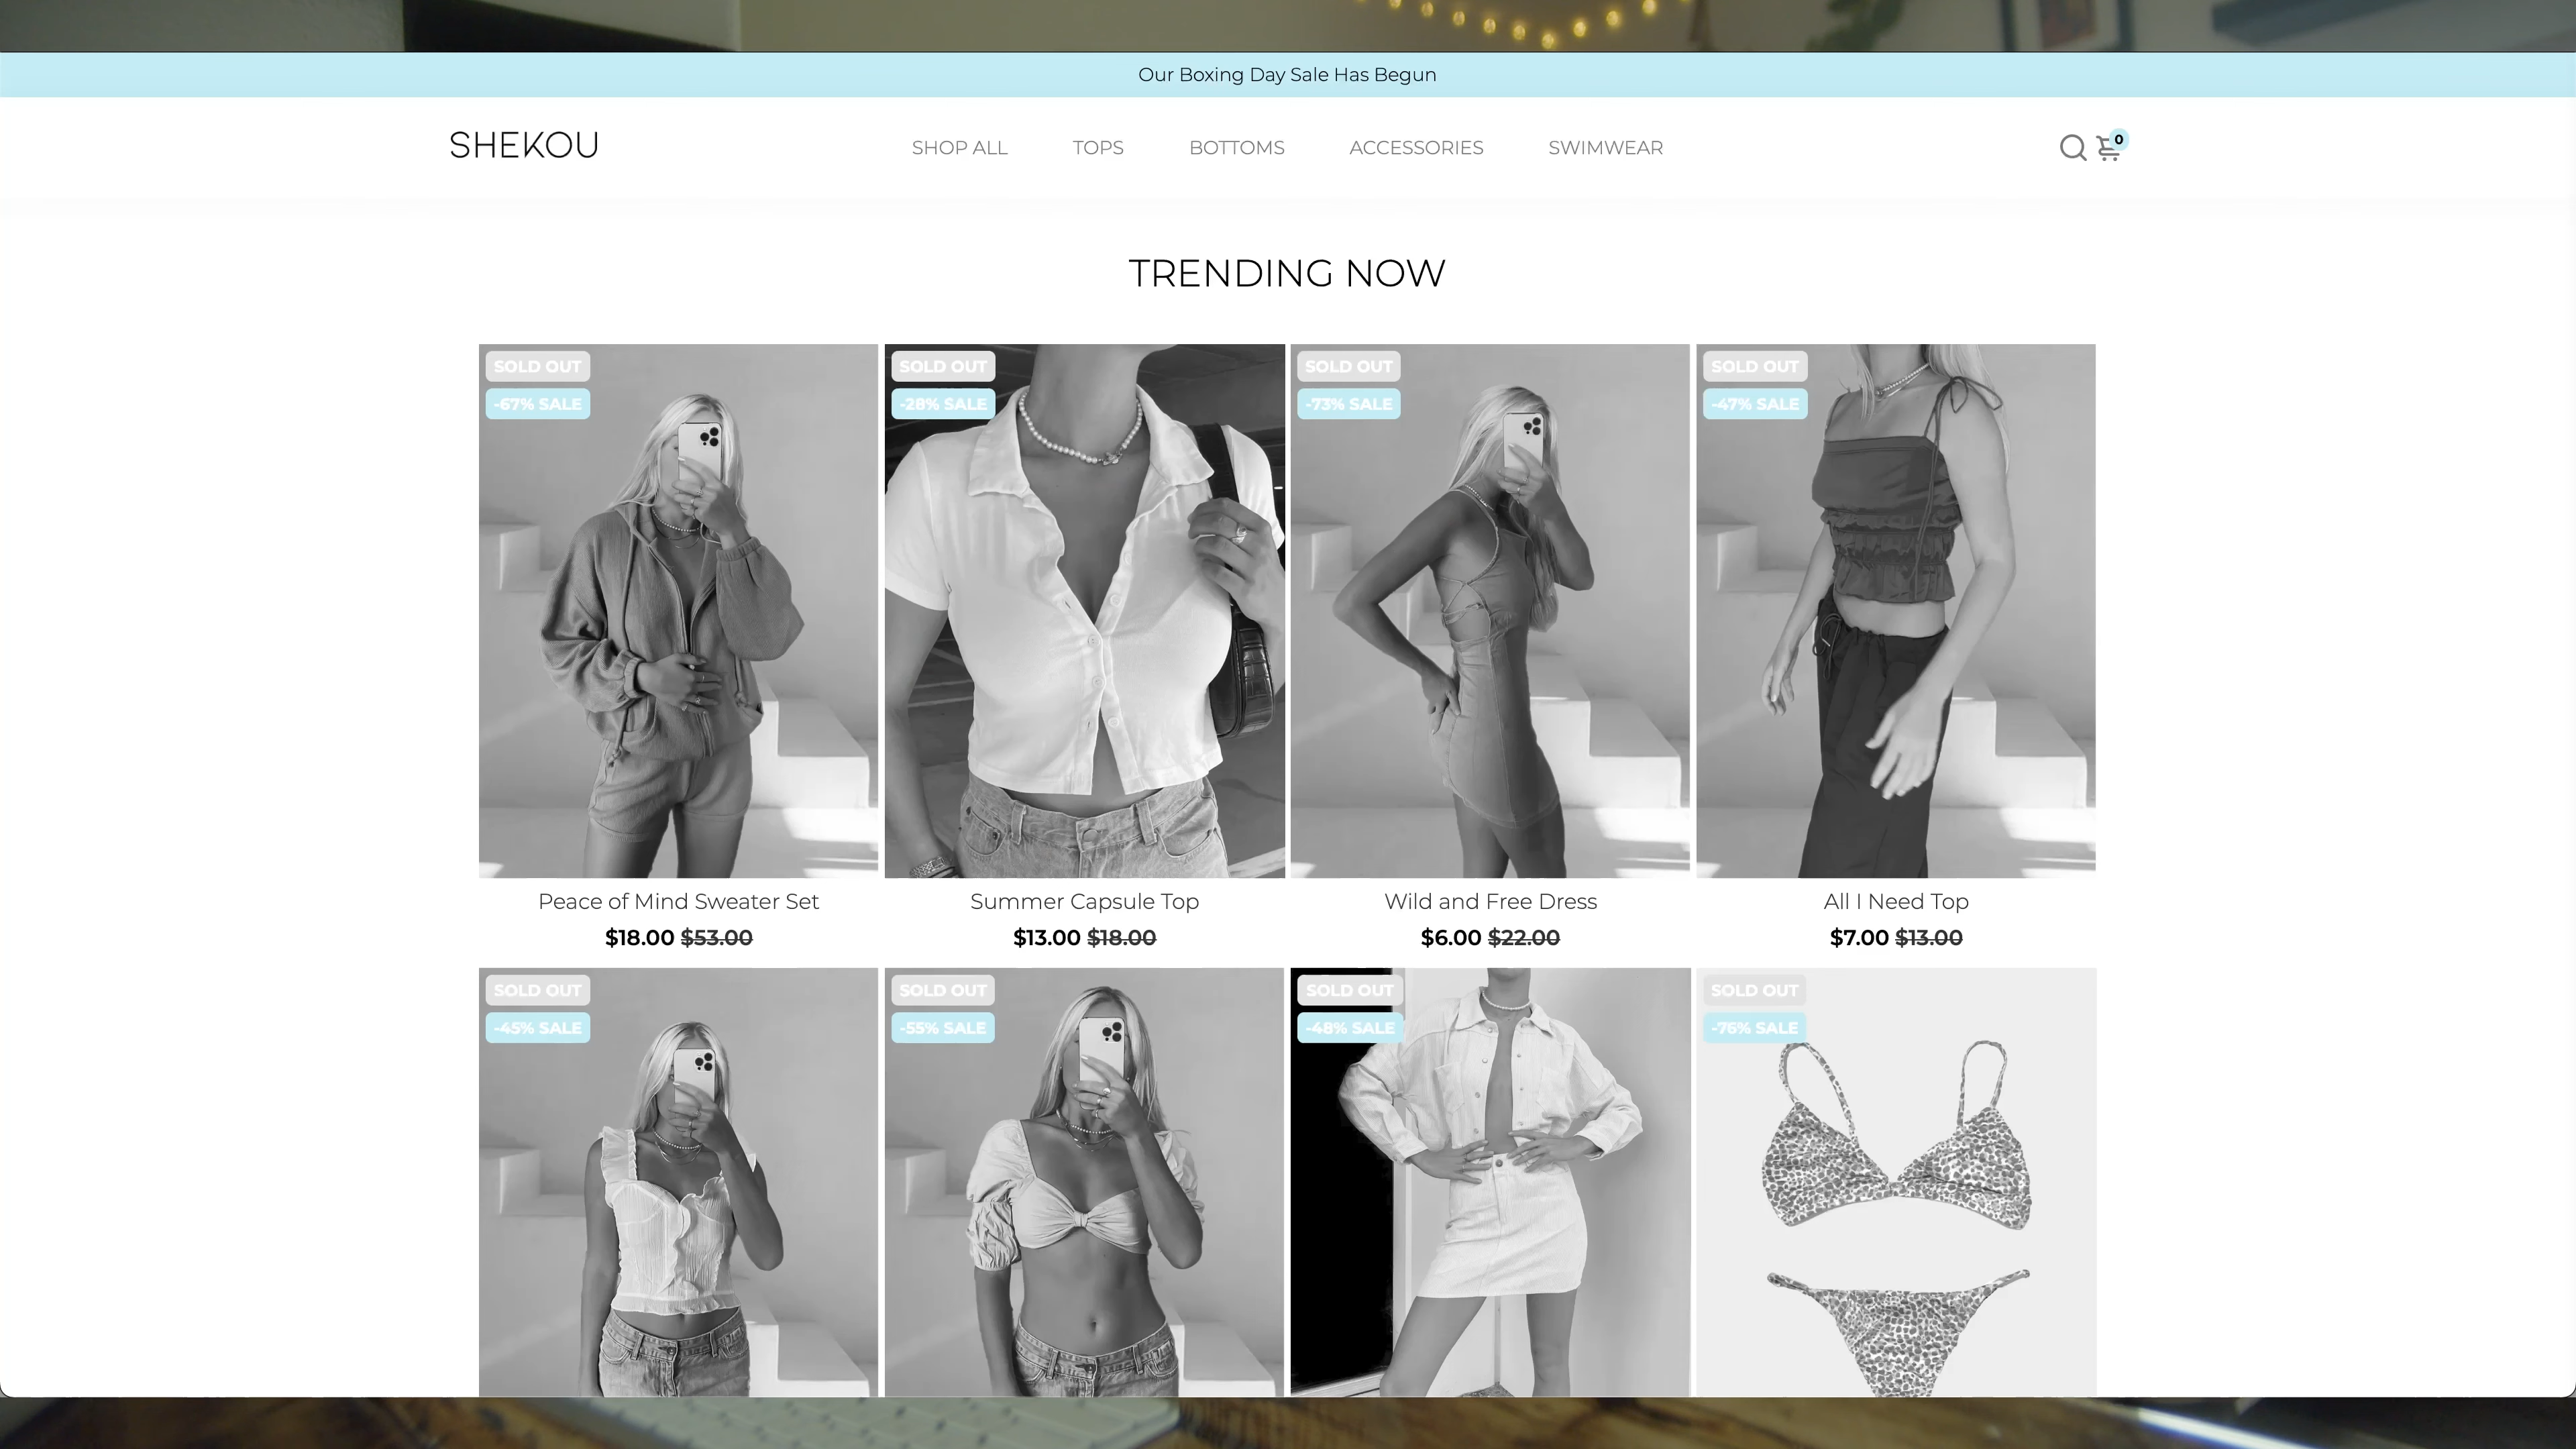 Our Boxing Day Sale Has Begun
SHEKOU
SHOP ALL
TOPS
BOTTOMS
ACCESSORIES
SWIMWEAR
0
TRENDING NOW
SOLD OUT
-67% SALE
SOLD OUT
-28% SALE
SOLD OUT
-73% SALE
SOLD OUT
-47% SALE
Peace of Mind Sweater Set
$18.00 $53.00
Summer Capsule Top
$13.00 $18.00
Wild and Free Dress
$6.00 $22.00
All I Need Top
$7.00 $13.00
SOLD OUT
-45% SALE
SOLD OUT
-55% SALE
SOLD OUT
-48% SALE
SOLD OUT
-76% SALE